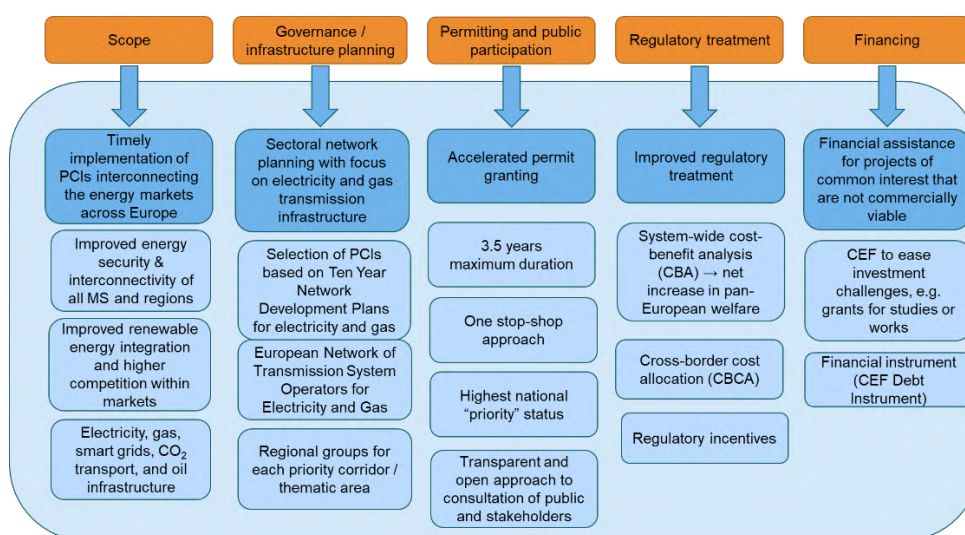 Scope
Governance /
infrastructure planning
Permitting and public
participation
Regulatory treatment
Financing
Timely
implementation of
PCIs interconnecting
the energy markets
across Europe
Sectoral network
planning with focus
on electricity and gas
transmission
infrastructure
Accelerated permit
granting
Improved regulatory
treatment
Financial assistance
for projects of
common interest that
are not commercially
viable
Improved energy
security &
interconnectivity of
all MS and regions
Selection of PCIs
based on Ten Year
Network
Development Plans
for electricity and gas
3.5 years
maximum duration
System-wide cost-
benefit analysis
(CBA) → net
increase in pan-
European welfare
CEF to ease
investment
challenges, e.g.
grants for studies or
works
Improved renewable
energy integration
and higher
competition within
markets
European Network of
Transmission System
Operators for
Electricity and Gas
One stop-shop
approach
Cross-border cost
allocation (CBCA)
Financial instrument
(CEF Debt
Instrument)
Electricity, gas,
smart grids, CO2
transport, and oil
infrastructure
Regional groups for
each priority corridor /
thematic area
Highest national
“priority” status
Regulatory incentives
Transparent and
open approach to
consultation of public
and stakeholders